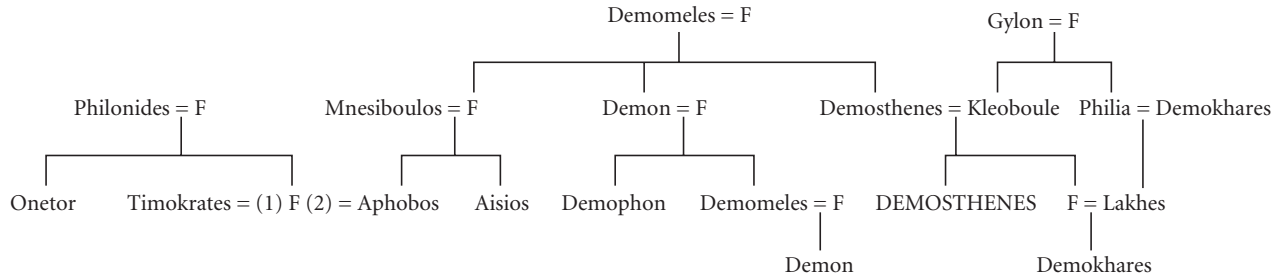 Demomeles = F Gylon = F
Philonides = F Mnesiboulos = F Demon = F Demosthenes = Kleoboule Philia = Demokhares
Onetor Timokrates = (1) F (2) = Aphobos Aisios Demophon Demomeles = F DEMOSTHENES F = Lakhes
Demon Demokhares